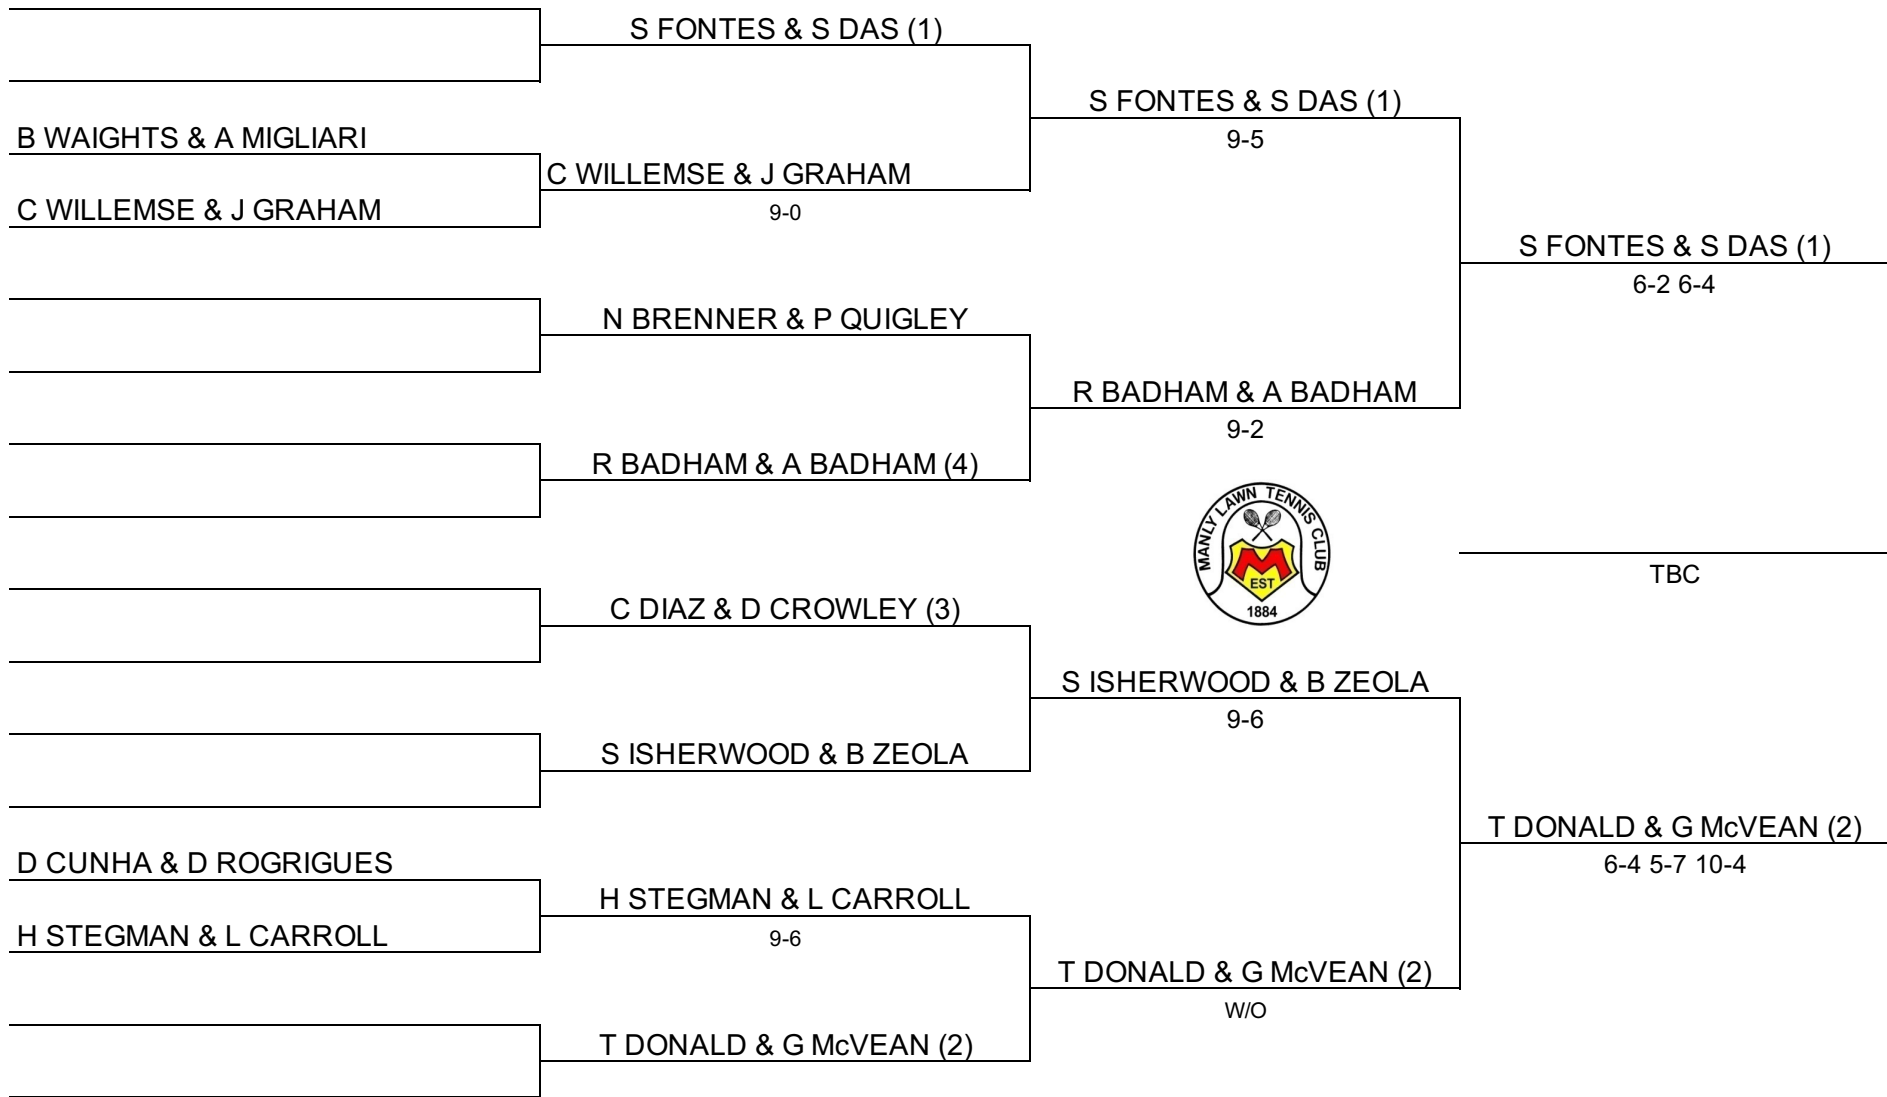 S FONTES & S DAS (1)
S FONTES & S DAS (1)
9-5
B WAIGHTS & A MIGLIARI
C WILLEMSE & J GRAHAM
C WILLEMSE & J GRAHAM
9-0
S FONTES & S DAS (1)
6-2 6-4
N BRENNER & P QUIGLEY
R BADHAM & A BADHAM
9-2
R BADHAM & A BADHAM (4)
MANLY LAWN TENNIS CLUB
M
EST
1884
TBC
C DIAZ & D CROWLEY (3)
S ISHERWOOD & B ZEOLA
9-6
S ISHERWOOD & B ZEOLA
T DONALD & G McVEAN (2)
6-4 5-7 10-4
D CUNHA & D ROGRIGUES
H STEGMAN & L CARROLL
H STEGMAN & L CARROLL
9-6
T DONALD & G McVEAN (2)
W/O
T DONALD & G McVEAN (2)